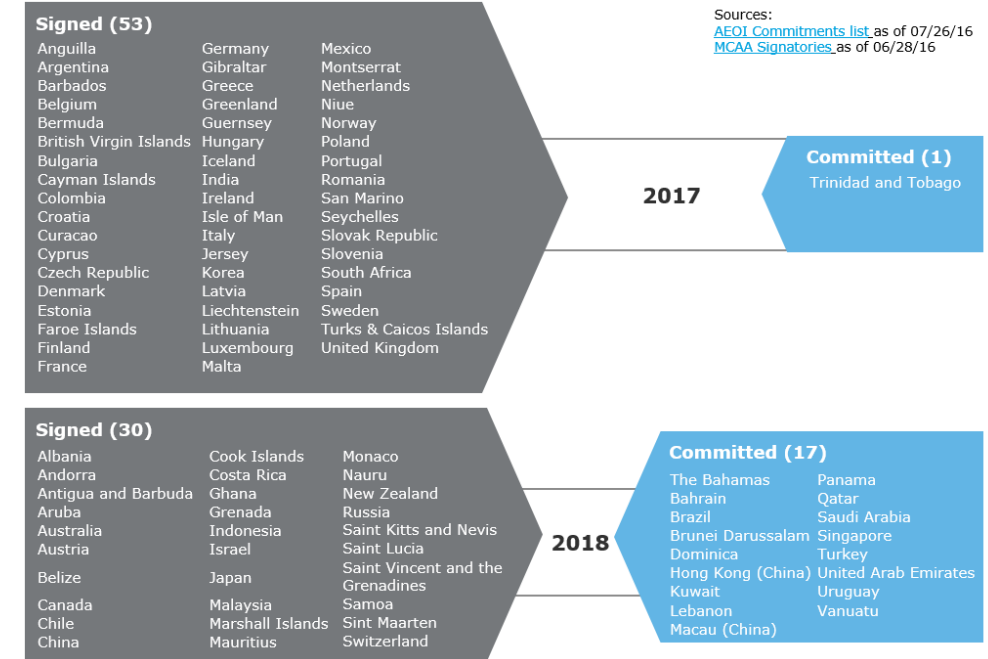 Signed (53)
Anguilla
Argentina
Barbados
Belgium
Bermuda
British Virgin Islands
Bulgaria
Cayman Islands
Colombia
Croatia
Curacao
Cyprus
Czech Republic
Denmark
Estonia
Faroe Islands
Finland
France
Germany
Gibraltar
Greece
Greenland
Guernsey
Hungary
Iceland
India
Ireland
Isle of Man
Italy
Jersey
Korea
Latvia
Liechtenstein
Lithuania
Luxembourg
Malta
Mexico
Montserrat
Netherlands
Niue
Norway
Poland
Portugal
Romania
San Marino
Seychelles
Slovak Republic
Slovenia
South Africa
Spain
Sweden
Turks & Caicos Islands
United Kingdom
Sources:
AEOI Commitments list as of 07/26/16
MCAA Signatories as of 06/28/16
2017
Committed (1)
Trinidad and Tobago
Signed (30)
Albania
Andorra
Antigua and Barbuda
Aruba
Australia
Austria
Belize
Canada
Chile
China
Cook Islands
Costa Rica
Ghana
Grenada
Indonesia
Israel
Japan
Malaysia
Marshall Islands
Mauritius
Monaco
Nauru
New Zealand
Russia
Saint Kitts and Nevis
Saint Lucia
Saint Vincent and the
Grenadines
Samoa
Sint Maarten
Switzerland
2018
Committed (17)
The Bahamas
Bahrain
Brazil
Brunei Darussalam
Dominica
Hong Kong (China)
Kuwait
Lebanon
Macau (China)
Panama
Qatar
Saudi Arabia
Singapore
Turkey
United Arab Emirates
Uruguay
Vanuatu